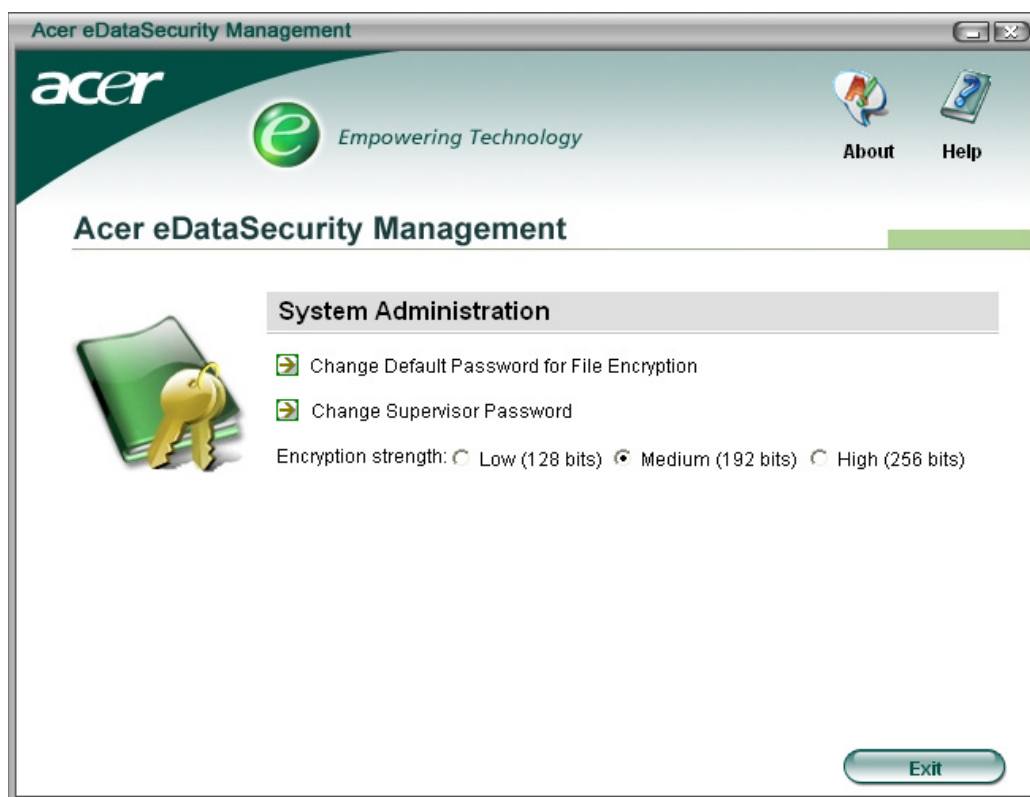 Acer eDataSecurity Management
acer
e Empowering Technology
About Help
Acer eDataSecurity Management
System Administration
Change Default Password for File Encryption
Change Supervisor Password
Encryption strength: Low (128 bits) Medium (192 bits) High (256 bits)
Exit